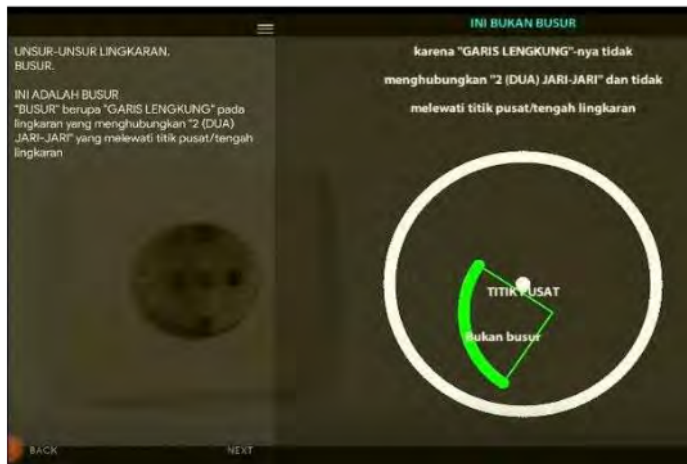 UNSUR-UNSUR LINGKARAN.
BUSUR.
INI ADALAH BUSUR
"BUSUR" berupa "GARIS LENGKUNG" pada
lingkaran yang menghubungkan "2 (DUA)
JARI-JARI" yang melewati titik pusat/tengah
lingkaran
BACK
NEXT
INI BUKAN BUSUR
karena "GARIS LENGKUNG"-nya tidak
menghubungkan "2 (DUA) JARI-JARI" dan tidak
melewati titik pusat/tengah lingkaran
TITIK PUSAT
Bukan busur